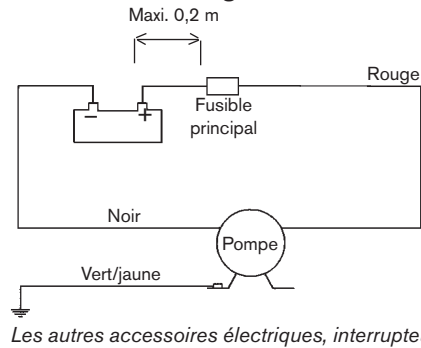 Maxi. 0,2 m
Rouge
Fusible
principal
− +
Noir
Pompe
Vert/jaune
Les autres accessoires électriques, interrupte